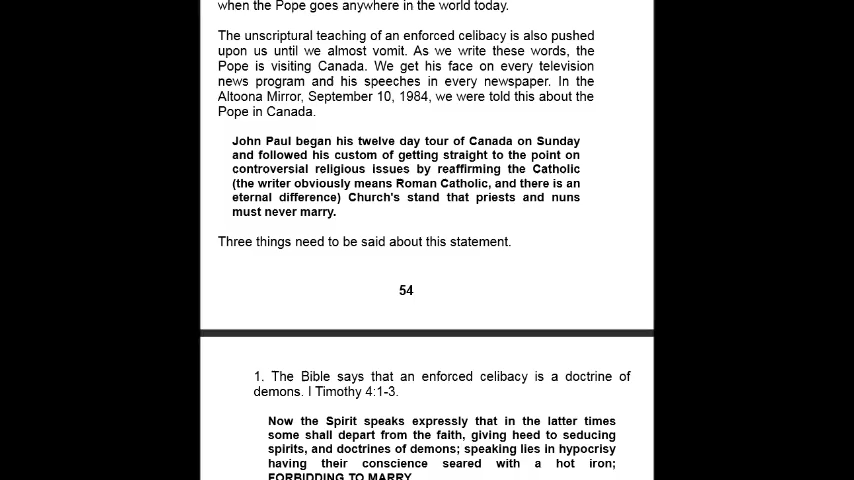 when the Pope goes anywhere in the world today.
The unscriptural teaching of an enforced celibacy is also pushed
upon us until we almost vomit. As we write these words, the
Pope is visiting Canada. We get his face on every television
news program and his speeches in every newspaper. In the
Altoona Mirror, September 10, 1984, we were told this about the
Pope in Canada.
John Paul began his twelve day tour of Canada on Sunday
and followed his custom of getting straight to the point on
controversial religious issues by reaffirming the Catholic
(the writer obviously means Roman Catholic, and there is an
eternal difference) Church's stand that priests and nuns
must never marry.
Three things need to be said about this statement.
54
1. The Bible says that an enforced celibacy is a doctrine of
demons. I Timothy 4:1-3.
Now the Spirit speaks expressly that in the latter times
some shall depart from the faith, giving heed to seducing
spirits, and doctrines of demons; speaking lies in hypocrisy
having their conscience seared with a hot iron;
FORBIDDING TO MARRY